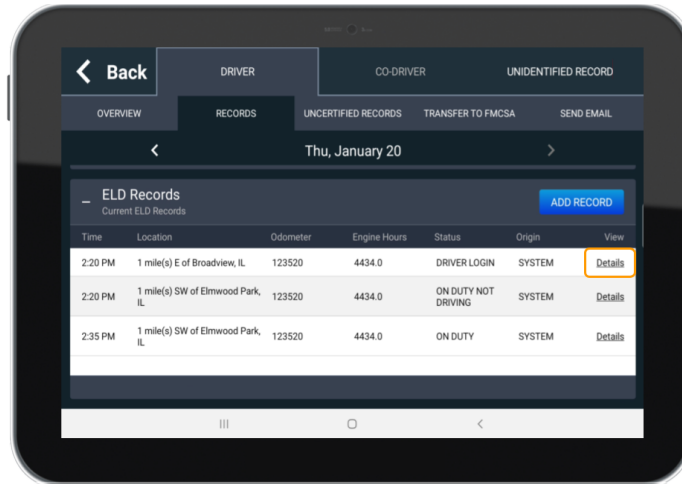 Back
DRIVER
CO-DRIVER
UNIDENTIFIED RECORD
OVERVIEW
RECORDS
UNCERTIFIED RECORDS
TRANSFER TO FMCSA
SEND EMAIL
Thu, January 20
ELD Records
Current ELD Records
ADD RECORD
Time Location Odometer Engine Hours Status Origin View
2:20 PM 1 mile(s) E of Broadview, IL 123520 4434.0 DRIVER LOGIN SYSTEM Details
2:20 PM 1 mile(s) SW of Elmwood Park, IL 123520 4434.0 ON DUTY NOT DRIVING SYSTEM Details
2:35 PM 1 mile(s) SW of Elmwood Park, IL 123520 4434.0 ON DUTY SYSTEM Details